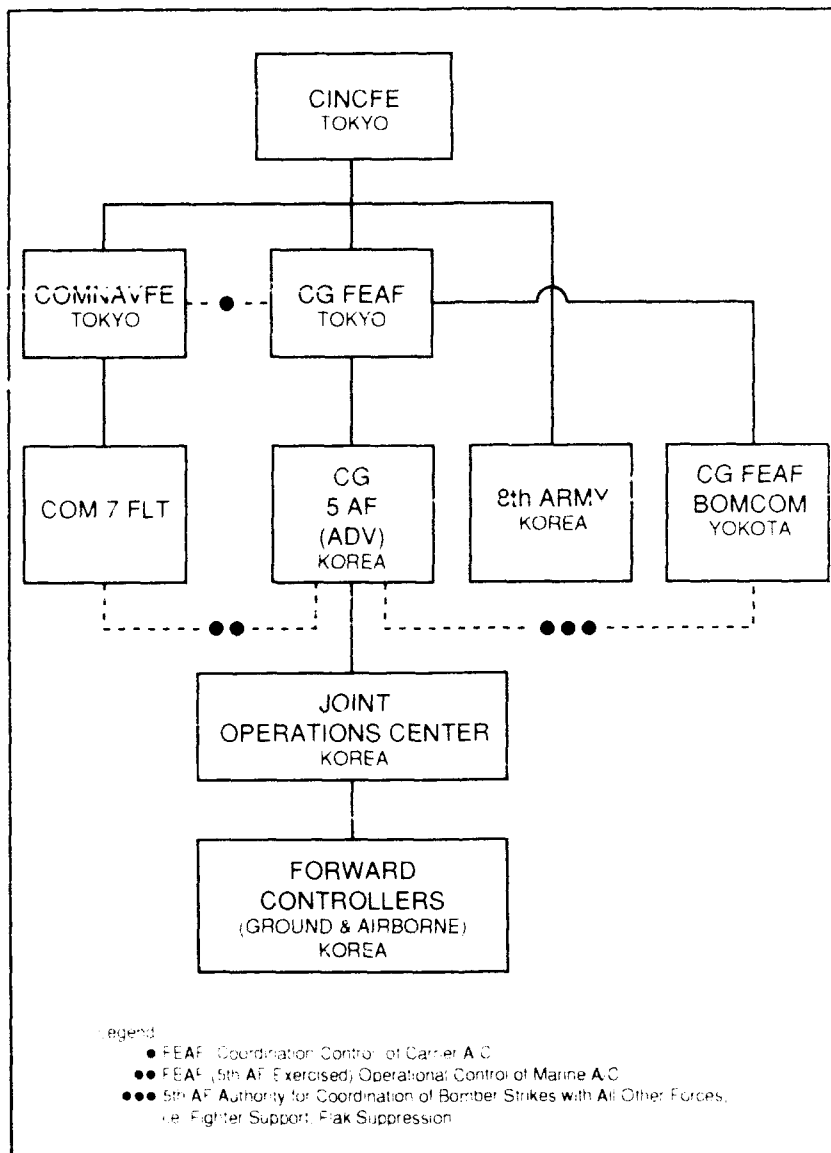 CINCFE
TOKYO
COMNAVFE
TOKYO
CG FEAF
TOKYO
COM 7 FLT
CG
5 AF
(ADV)
KOREA
8th ARMY
KOREA
CG FEAF
BOMCOM
YOKOTA
JOINT
OPERATIONS CENTER
KOREA
FORWARD
CONTROLLERS
(GROUND & AIRBORNE)
KOREA
Legend
● FEAF Coordination Control of Carrier A/C
●● FEAF (5th AF Exercised) Operational Control of Marine A/C
●●● 5th AF Authority for Coordination of Bomber Strikes with All Other Forces,
i.e. Fighter Support, Flak Suppression